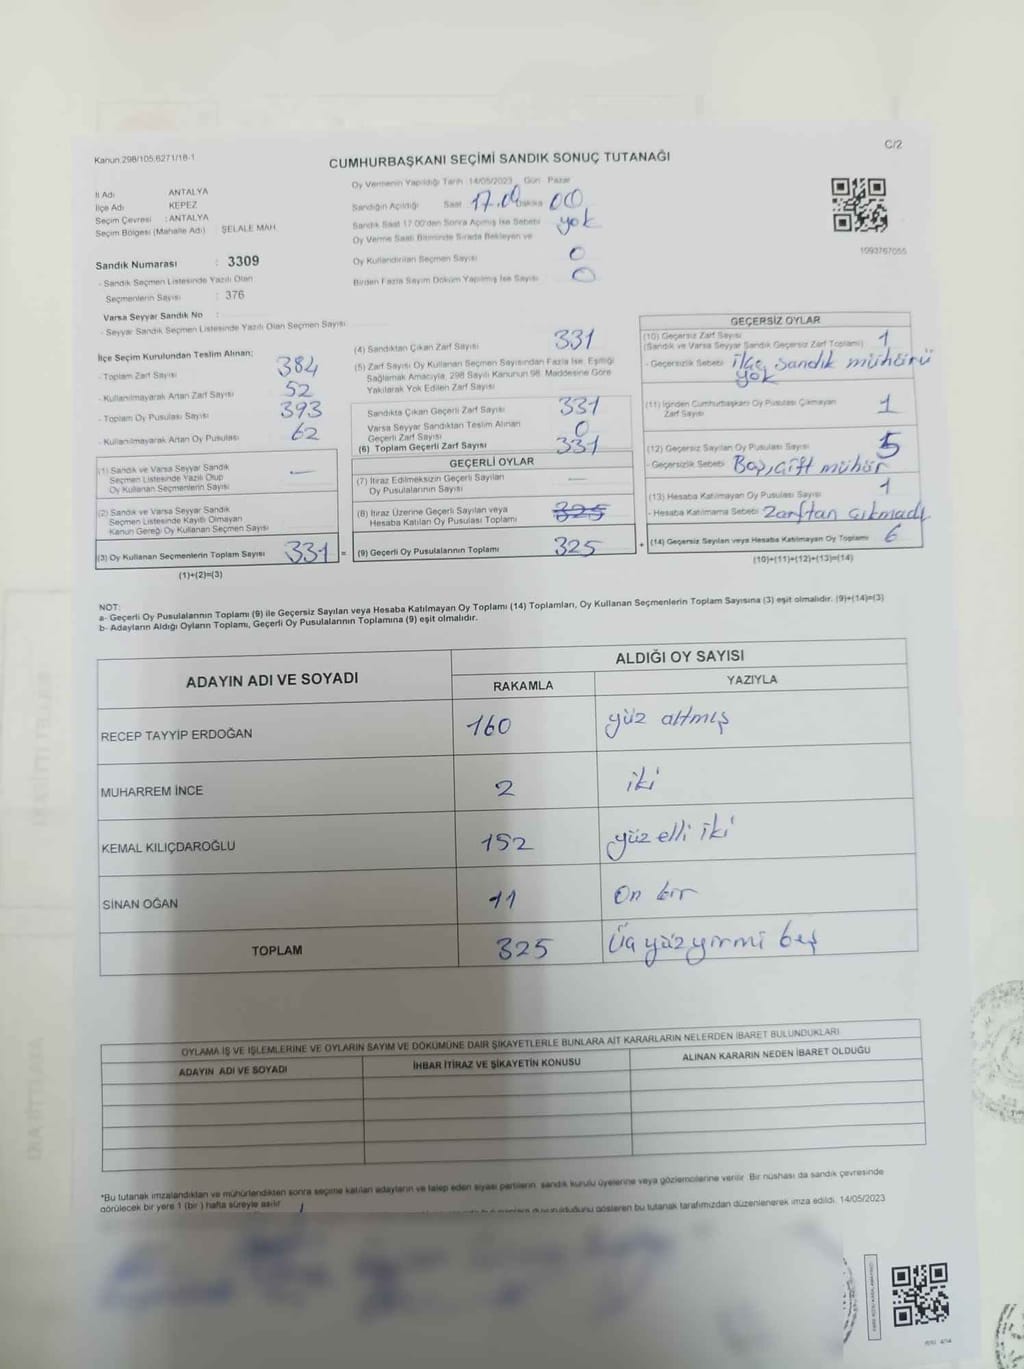 Kanun 298/105,6271/18-1
C/2
CUMHURBAŞKANI SEÇİMİ SANDIK SONUÇ TUTANAĞI
İl Adı ANTALYA
İlçe Adı KEPEZ
Seçim Çevresi : ANTALYA
Seçim Bölgesi (Mahalle Adı) ŞELALE MAH.
Sandık Numarası : 3309
- Sandık Seçmen Listesinde Yazılı Olan
Seçmenlerin Sayısı : 376
Varsa Seyyar Sandık No :
- Seyyar Sandık Seçmen Listesinde Yazılı Olan Seçmen Sayısı
Oy Vermenin Yapıldığı Tarih :14/05/2023 Gün Pazar
Sandığın Açıldığı Saat : 17.00 Dakika 00
Sandık Saat 17:00'den Sonra Açılmış İse Sebebi yok
Oy Verme Saati Bitiminde Sırada Bekleyen ve
Oy Kullandırılan Seçmen Sayısı 0
Birden Fazla Sayım Döküm Yapılmış İse Sayısı 0
1093767055
İlçe Seçim Kurulundan Teslim Alınan;
- Toplam Zarf Sayısı 384
- Kullanılmayarak Artan Zarf Sayısı 52
- Toplam Oy Pusulası Sayısı 393
- Kullanılmayarak Artan Oy Pusulası 62
(1) Sandık ve Varsa Seyyar Sandık
Seçmen Listesinde Yazılı Olup
Oy Kullanan Seçmenlerin Sayısı —
(2) Sandık ve Varsa Seyyar Sandık
Seçmen Listesinde Kayıtlı Olmayan
Kanun Gereği Oy Kullanan Seçmen Sayısı
(3) Oy Kullanan Seçmenlerin Toplam Sayısı 331 =
(1)+(2)=(3)
(4) Sandıktan Çıkan Zarf Sayısı 331
(5) Zarf Sayısı Oy Kullanan Seçmen Sayısından Fazla İse, Eşitliği
Sağlamak Amacıyla, 298 Sayılı Kanunun 98. Maddesine Göre
Yakılarak Yok Edilen Zarf Sayısı
Sandıkta Çıkan Geçerli Zarf Sayısı 331
Varsa Seyyar Sandıktan Teslim Alınan
Geçerli Zarf Sayısı 0
(6) Toplam Geçerli Zarf Sayısı 331
GEÇERLİ OYLAR
(7) İtiraz Edilmeksizin Geçerli Sayılan
Oy Pusulalarının Sayısı —
(8) İtiraz Üzerine Geçerli Sayılan veya
Hesaba Katılan Oy Pusulası Toplamı 325
(9) Geçerli Oy Pusulalarının Toplamı 325 +
GEÇERSİZ OYLAR
(10) Geçersiz Zarf Sayısı
(Sandık ve Varsa Seyyar Sandık Geçersiz Zarf Toplamı) 1
- Geçersizlik Sebebi ilçe sandık mühürü
yok
(11) İçinden Cumhurbaşkanı Oy Pusulası Çıkmayan
Zarf Sayısı 1
(12) Geçersiz Sayılan Oy Pusulası Sayısı 5
- Geçersizlik Sebebi Boş, çift mühür
(13) Hesaba Katılmayan Oy Pusulası Sayısı 1
- Hesaba Katılmama Sebebi Zarftan çıkmadı
(14) Geçersiz Sayılan veya Hesaba Katılmayan Oy Toplamı 6
(10)+(11)+(12)+(13)=(14)
NOT:
a- Geçerli Oy Pusulalarının Toplamı (9) ile Geçersiz Sayılan veya Hesaba Katılmayan Oy Toplamı (14) Toplamları, Oy Kullanan Seçmenlerin Toplam Sayısına (3) eşit olmalıdır. (9)+(14)=(3)
b- Adayların Aldığı Oyların Toplamı, Geçerli Oy Pusulalarının Toplamına (9) eşit olmalıdır.
ADAYIN ADI VE SOYADI
ALDIĞI OY SAYISI
RAKAMLA YAZIYLA
RECEP TAYYİP ERDOĞAN 160 yüz altmış
MUHARREM İNCE 2 iki
KEMAL KILIÇDAROĞLU 152 yüz elli iki
SİNAN OĞAN 11 On bir
TOPLAM 325 Üç yüz yirmi beş
OYLAMA İŞ VE İŞLEMLERİNE VE OYLARIN SAYIM VE DÖKÜMÜNE DAİR ŞİKAYETLERLE BUNLARA AİT KARARLARIN NELERDEN İBARET BULUNDUKLARI
ADAYIN ADI VE SOYADI İHBAR İTİRAZ VE ŞİKAYETİN KONUSU ALINAN KARARIN NEDEN İBARET OLDUĞU
*Bu tutanak imzalandıktan ve mühürlendikten sonra seçime katılan adayların ve talep eden siyasi partilerin, sandık kurulu üyelerine veya gözlemcilerine verilir. Bir nüshası da sandık çevresinde
görülecek bir yere 1 (bir ) hafta süreyle asılır
gösteren bu tutanak tarafımızdan düzenlenerek imza edildi. 14/05/2023